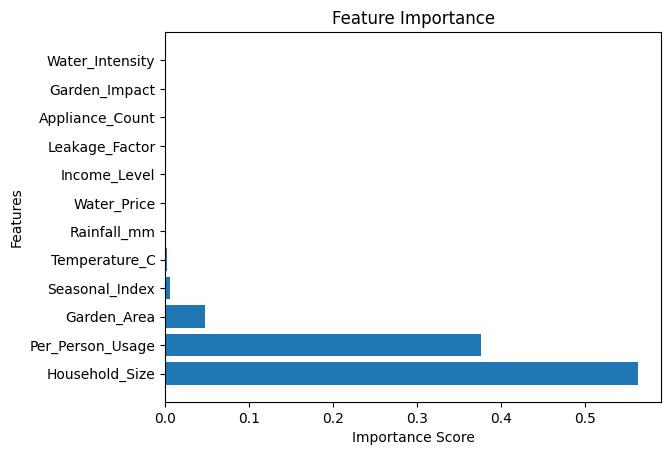 Feature Importance
Water_Intensity
Garden_Impact
Appliance_Count
Leakage_Factor
Income_Level
Water_Price
Rainfall_mm
Temperature_C
Seasonal_Index
Garden_Area
Per_Person_Usage
Household_Size
Features
0.0 0.1 0.2 0.3 0.4 0.5
Importance Score